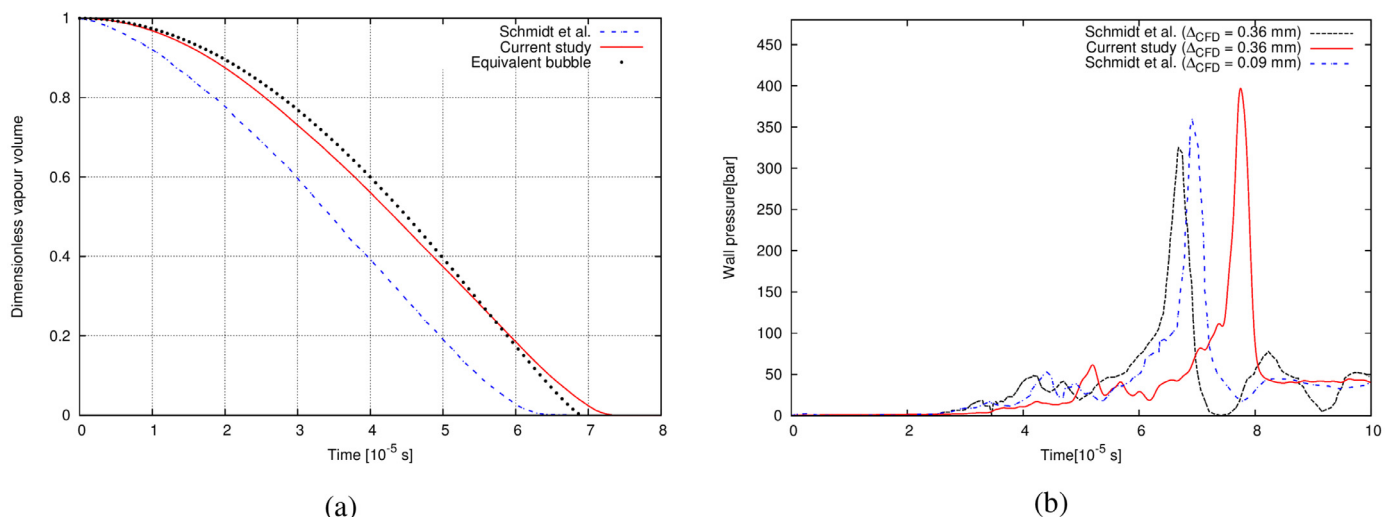 Dimensionless vapour volume
1
0.8
0.6
0.4
0.2
0
Schmidt et al.
Current study
Equivalent bubble
0 1 2 3 4 5 6 7 8
Time [10-5 s]
(a)
Wall pressure[bar]
450
400
350
300
250
200
150
100
50
0
Schmidt et al. (ΔCFD = 0.36 mm)
Current study (ΔCFD = 0.36 mm)
Schmidt et al. (ΔCFD = 0.09 mm)
0 2 4 6 8 10
Time[10-5 s]
(b)